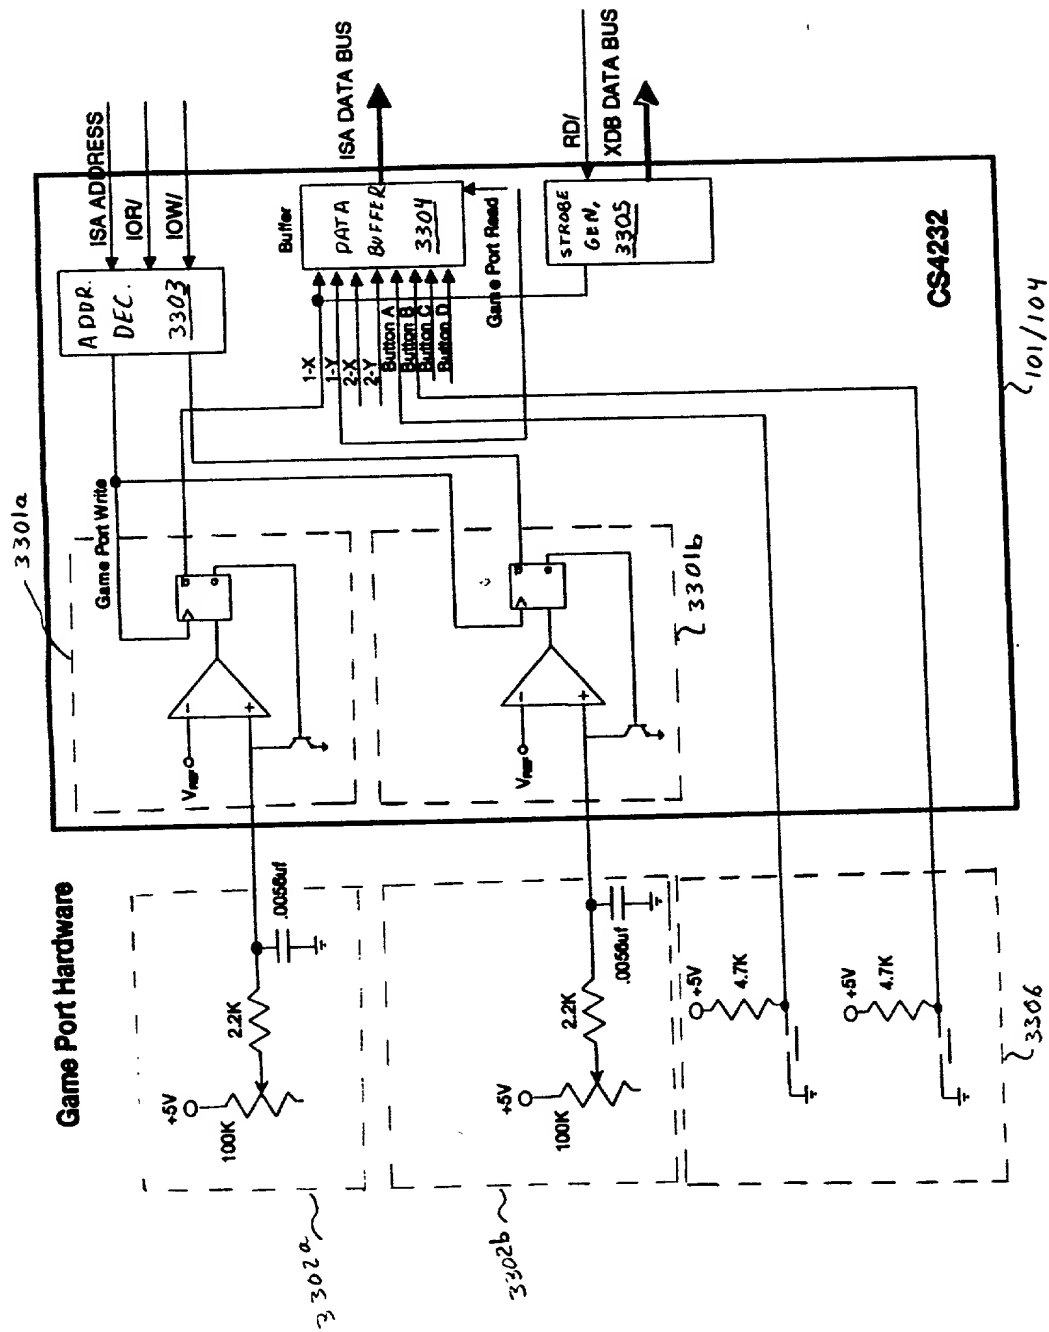 Game Port Hardware
3301a
ISA ADDRESS
IOR/
IOW/
ADDR.
DEC.
3303
Game Port Write
Buffer
DATA
BUFFER
3304
ISA DATA BUS
1-X
1-Y
2-X
2-Y
Button A
Button B
Button C
Button D
Game Port Read
RD/
STROBE
GEN.
3305
XDB DATA BUS
CS4232
101/104
VREF
-
+
VREF
-
+
3301b
+5V
100K
2.2K
.0056uf
3302a
+5V
100K
2.2K
.0056uf
3302b
+5V
4.7K
+5V
4.7K
3306